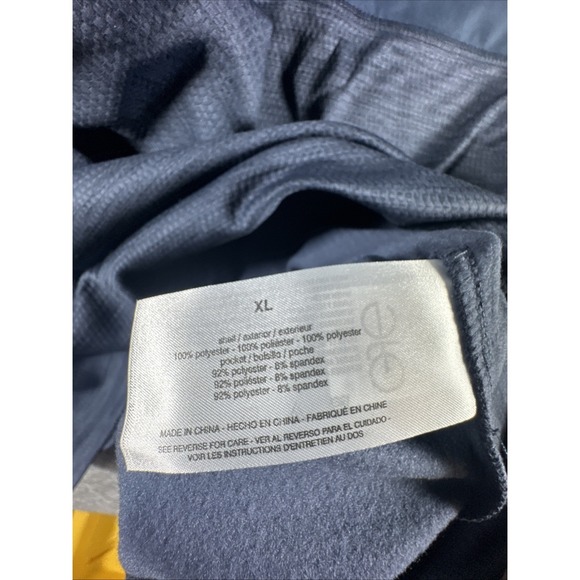 XL
shell / exterior / exterieur
100% polyester - 100% poliéster - 100% polyester
pocket / bolsillo / poche
92% polyester - 8% spandex
92% poliéster - 8% spandex
92% polyester - 8% spandex
MADE IN CHINA - HECHO EN CHINA - FABRIQUÉ EN CHINE
SEE REVERSE FOR CARE - VER AL REVERSO PARA EL CUIDADO -
VOIR LES INSTRUCTIONS D'ENTRETIEN AU DOS